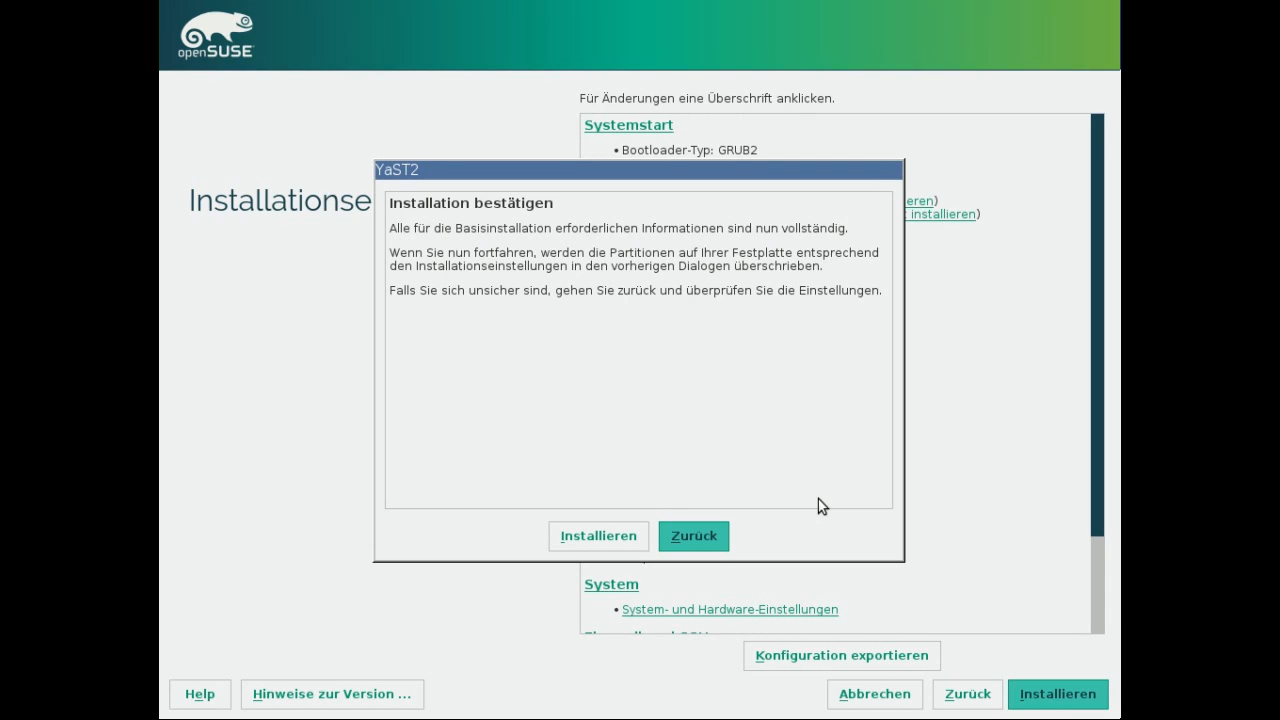 openSUSE
Für Änderungen eine Überschrift anklicken.
Systemstart
• Bootloader-Typ: GRUB2
YaST2
Installation bestätigen
Alle für die Basisinstallation erforderlichen Informationen sind nun vollständig.
Wenn Sie nun fortfahren, werden die Partitionen auf Ihrer Festplatte entsprechend
den Installationseinstellungen in den vorherigen Dialogen überschrieben.
Falls Sie sich unsicher sind, gehen Sie zurück und überprüfen Sie die Einstellungen.
Installationse
eren)
installieren)
Installieren
Zurück
System
• System- und Hardware-Einstellungen
Konfiguration exportieren
Help
Hinweise zur Version ...
Abbrechen
Zurück
Installieren